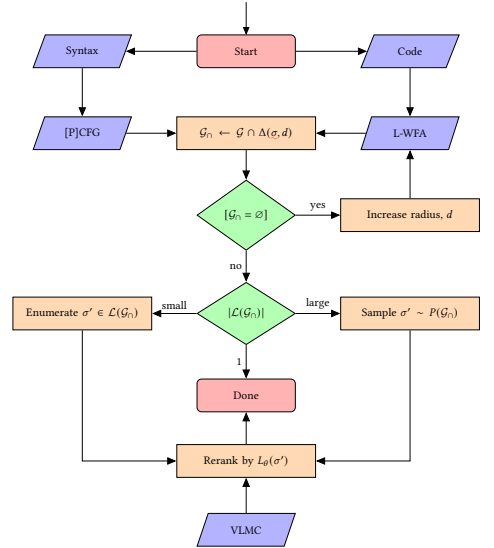 Syntax
Start
Code
[P]CFG
𝒢∩ ← 𝒢 ∩ Δ(σ̱, d)
L-WFA
[𝒢∩ = ∅]
yes
Increase radius, d
no
Enumerate σ′ ∈ ℒ(𝒢∩)
small
|ℒ(𝒢∩)|
large
Sample σ′ ∼ P(𝒢∩)
1
Done
Rerank by L_θ(σ′)
VLMC